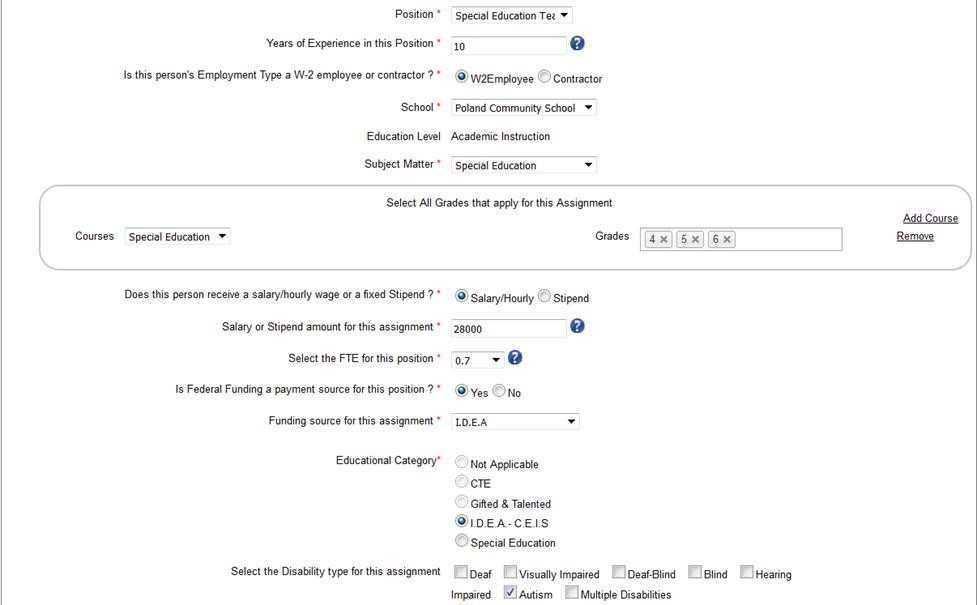 Position * Special Education Tea
Years of Experience in this Position * 10 ?
Is this person's Employment Type a W-2 employee or contractor ? * W2Employee Contractor
School * Poland Community School
Education Level Academic Instruction
Subject Matter * Special Education
Select All Grades that apply for this Assignment
Add Course
Courses Special Education Grades 4 × 5 × 6 × Remove
Does this person receive a salary/hourly wage or a fixed Stipend ? * Salary/Hourly Stipend
Salary or Stipend amount for this assignment * 28000 ?
Select the FTE for this position * 0.7 ?
Is Federal Funding a payment source for this position ? * Yes No
Funding source for this assignment * I.D.E.A
Educational Category* Not Applicable
CTE
Gifted & Talented
I.D.E.A.- C.E.I.S
Special Education
Select the Disability type for this assignment Deaf Visually Impaired Deaf-Blind Blind Hearing
Impaired Autism Multiple Disabilities